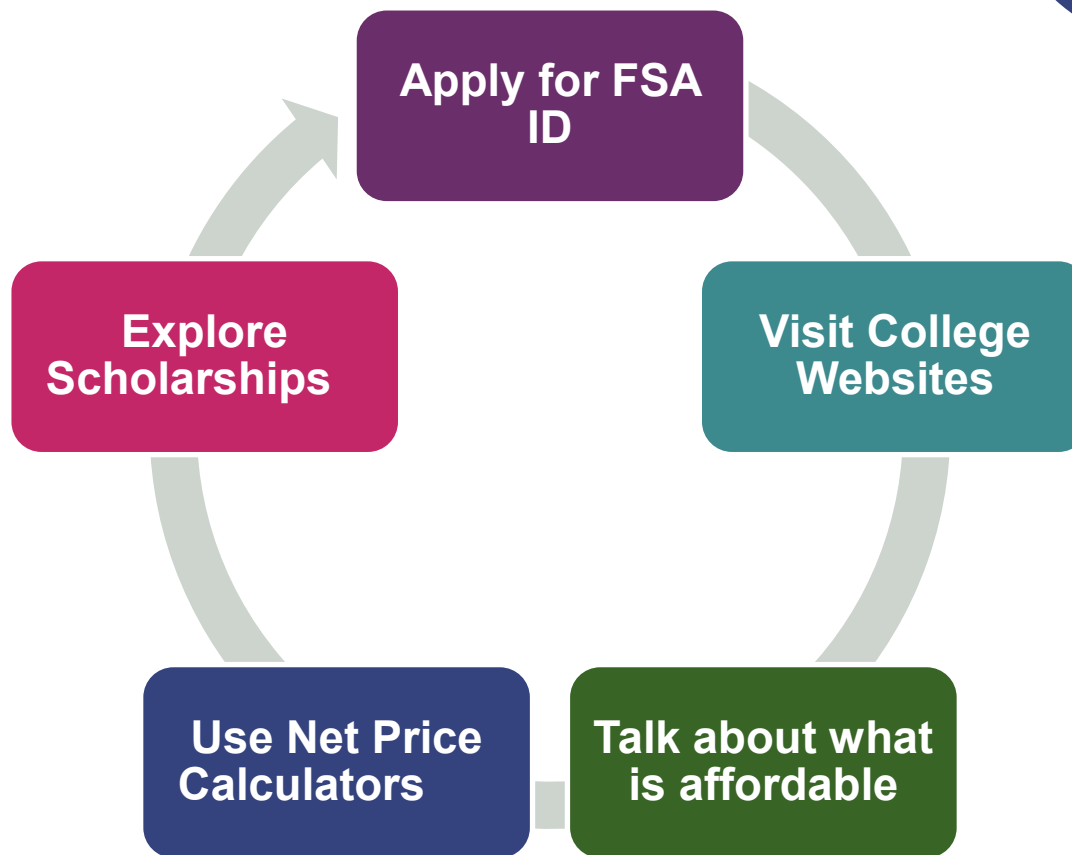 Apply for FSA
ID
Visit College
Websites
Talk about what
is affordable
Use Net Price
Calculators
Explore
Scholarships